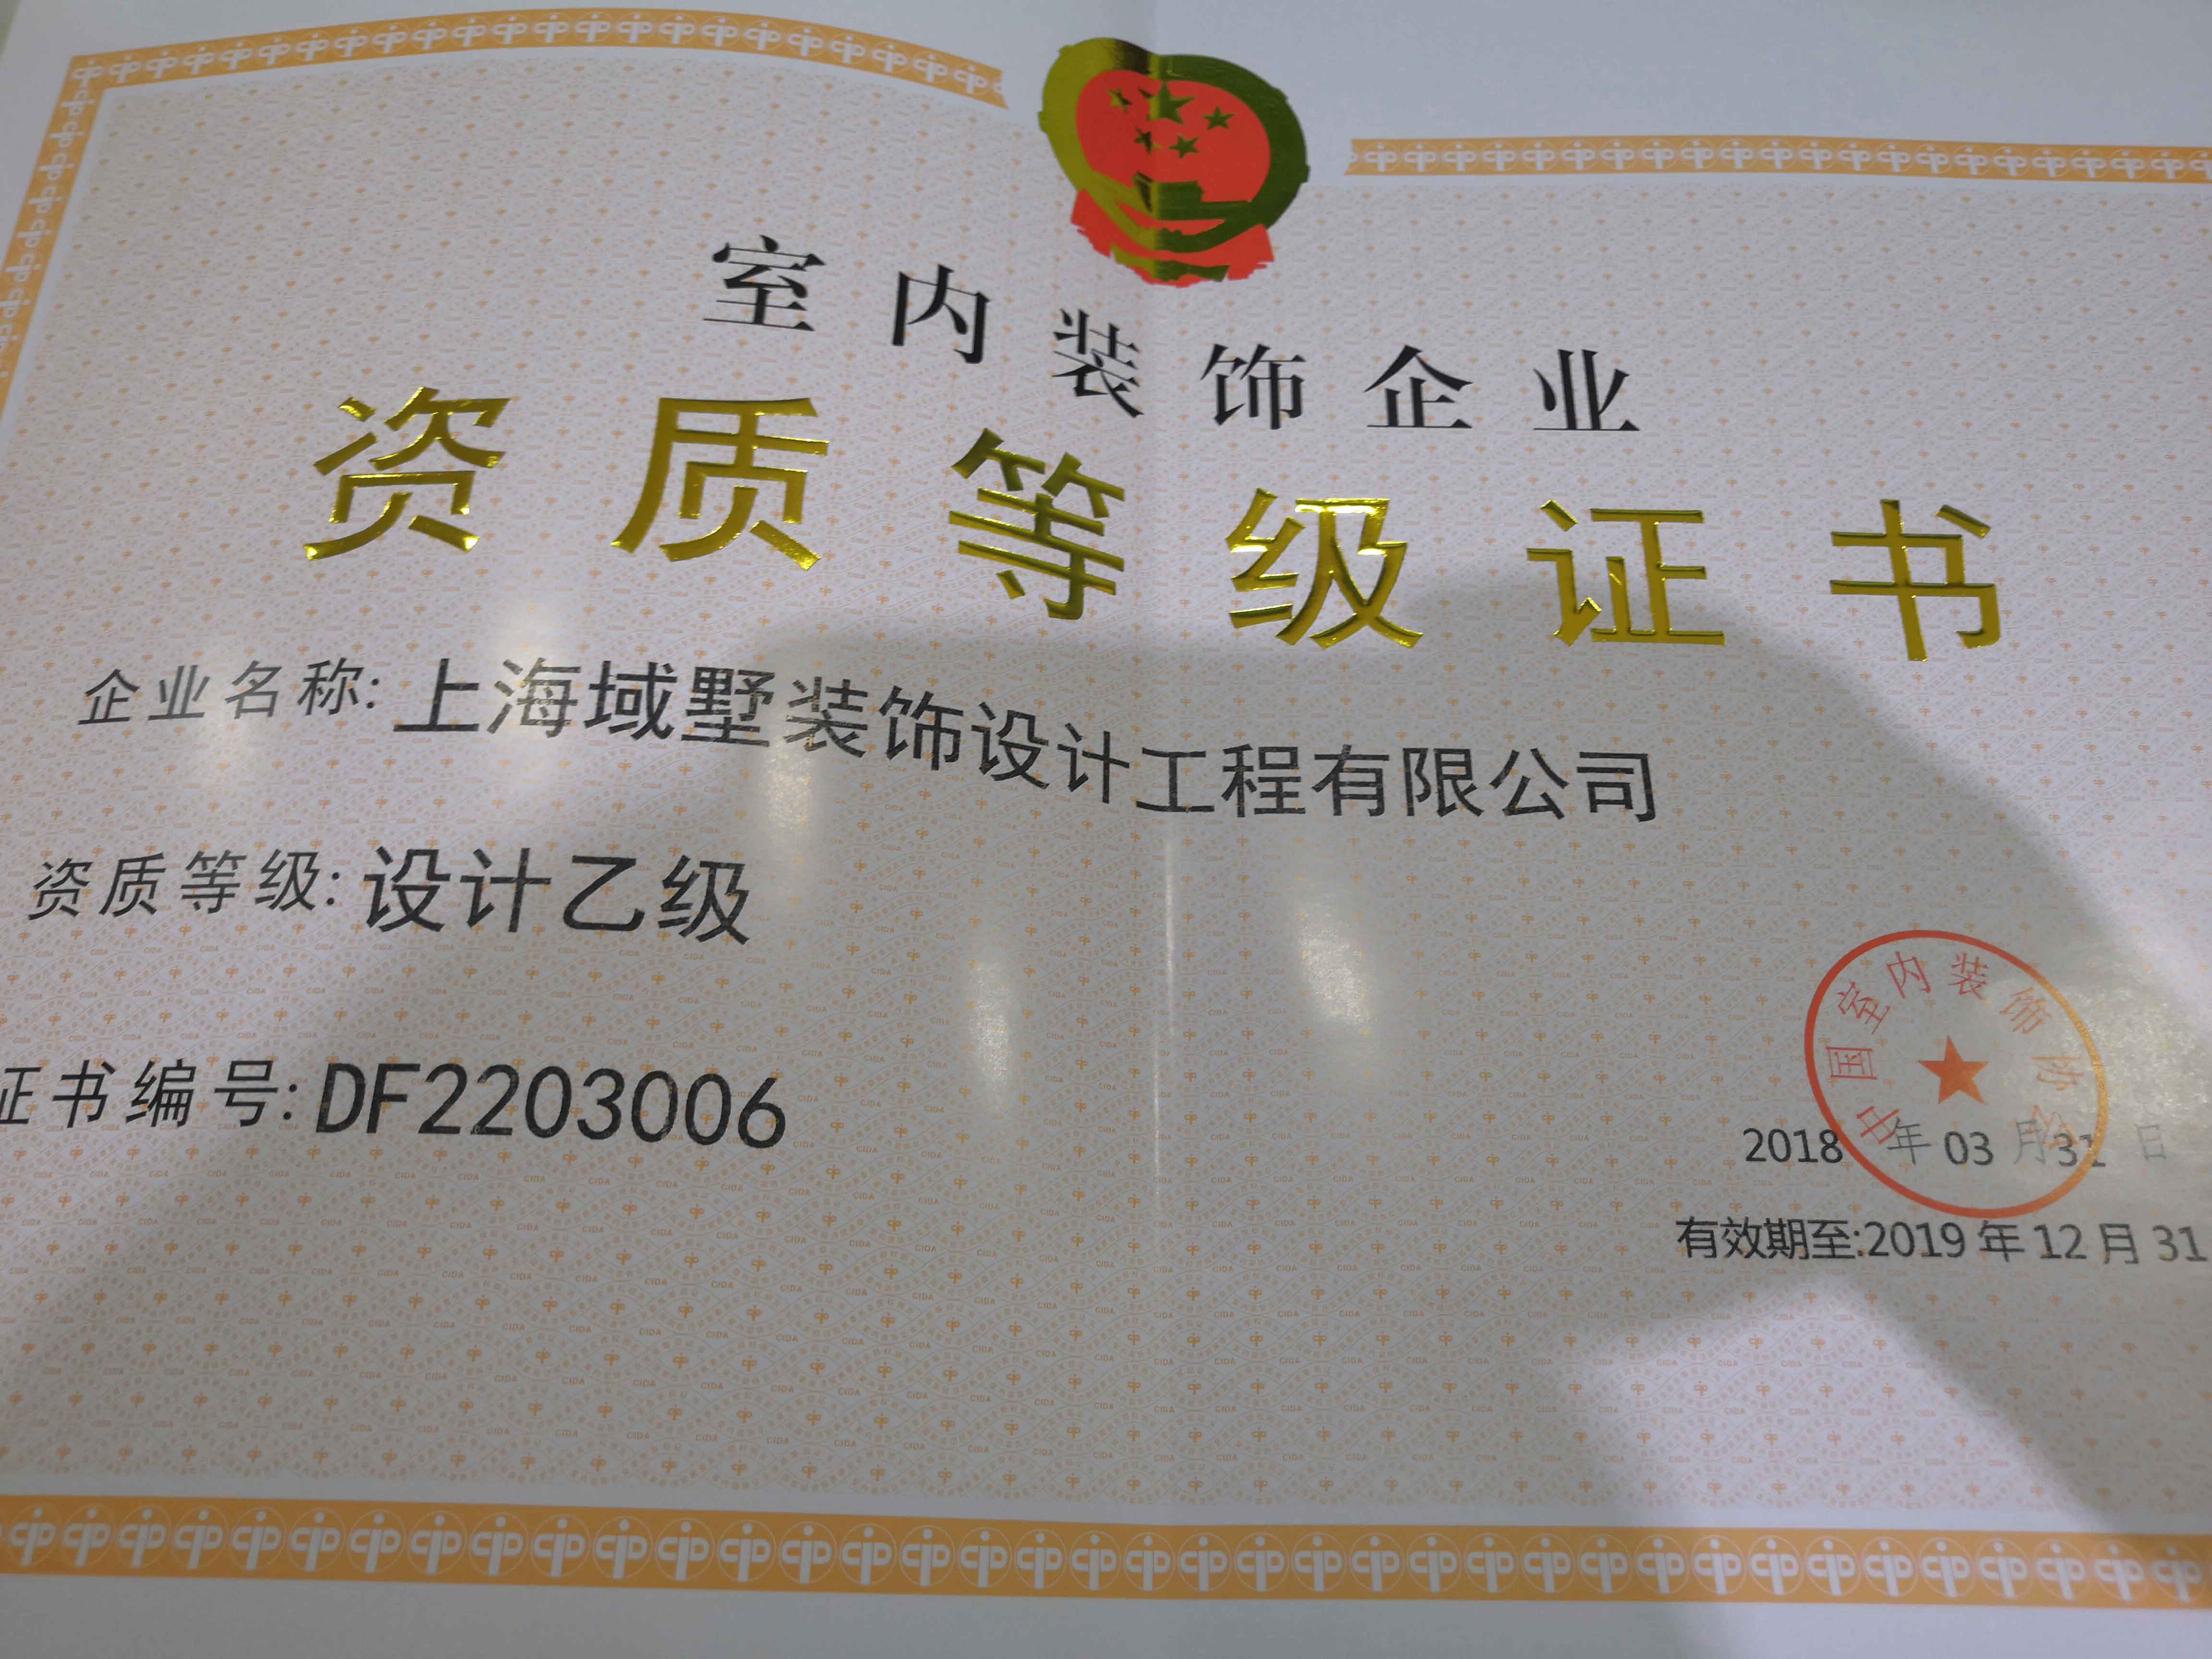 室内装饰企业
资质等级证书
企业名称:上海域墅装饰设计工程有限公司
资质等级:设计乙级
证书编号:DF2203006
中国室内装饰协会
2018年03月31日
有效期至:2019年12月31